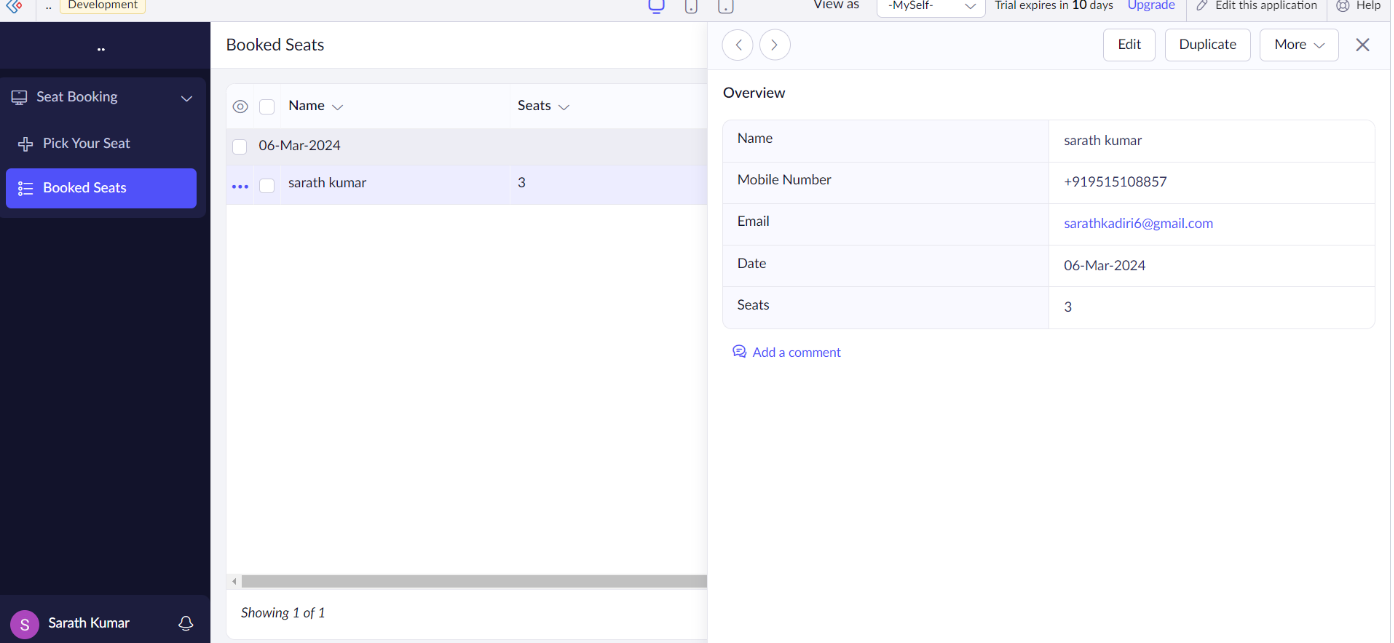 .. Development View as -MySelf- Trial expires in 10 days Upgrade Edit this application Help
..
Seat Booking
Pick Your Seat
Booked Seats
Sarath Kumar
S
Booked Seats
Name Seats
06-Mar-2024
sarath kumar 3
Showing 1 of 1
Edit Duplicate More
Overview
Name sarath kumar
Mobile Number +919515108857
Email sarathkadiri6@gmail.com
Date 06-Mar-2024
Seats 3
Add a comment